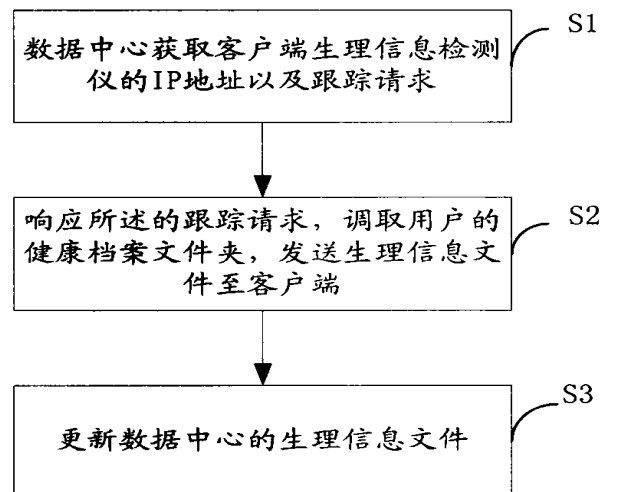 数据中心获取客户端生理信息检测
仪的IP地址以及跟踪请求
S1
响应所述的跟踪请求，调取用户的
健康档案文件夹，发送生理信息文
件至客户端
S2
更新数据中心的生理信息文件
S3